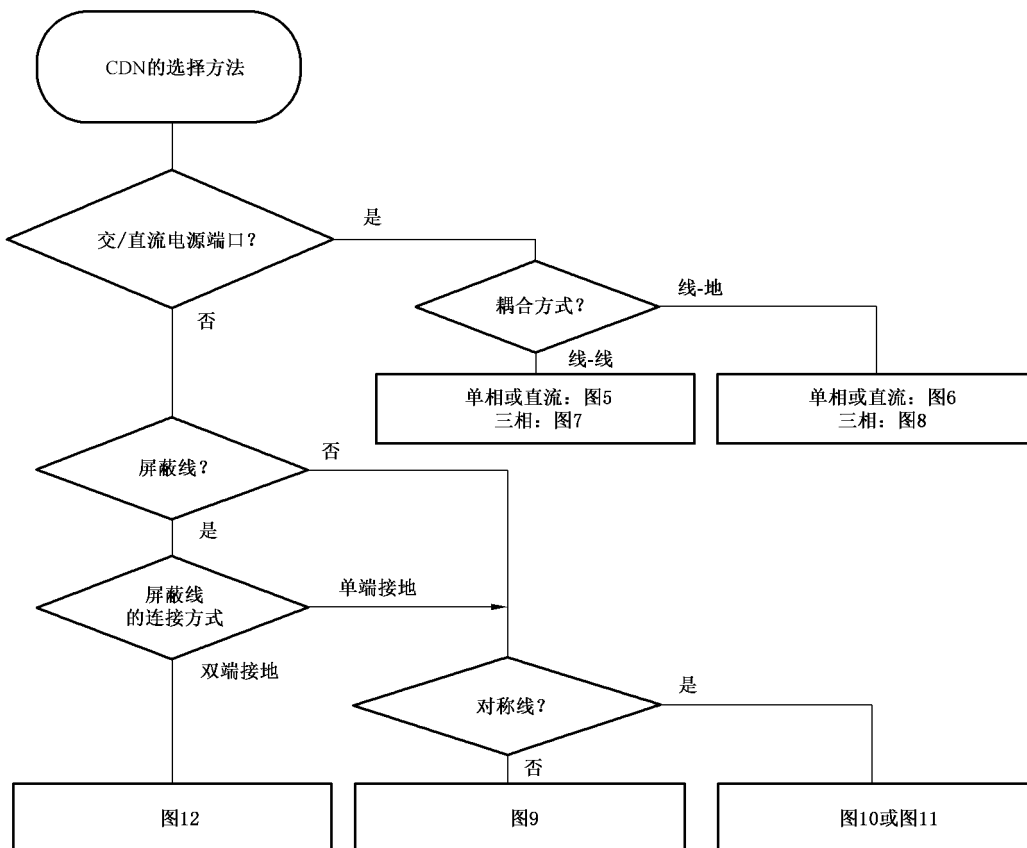 CDN的选择方法
交/直流电源端口?
是
否
耦合方式?
线-地
线-线
单相或直流：图5
三相：图7
单相或直流：图6
三相：图8
屏蔽线?
否
是
屏蔽线
的连接方式
单端接地
双端接地
对称线?
是
否
图12
图9
图10或图11